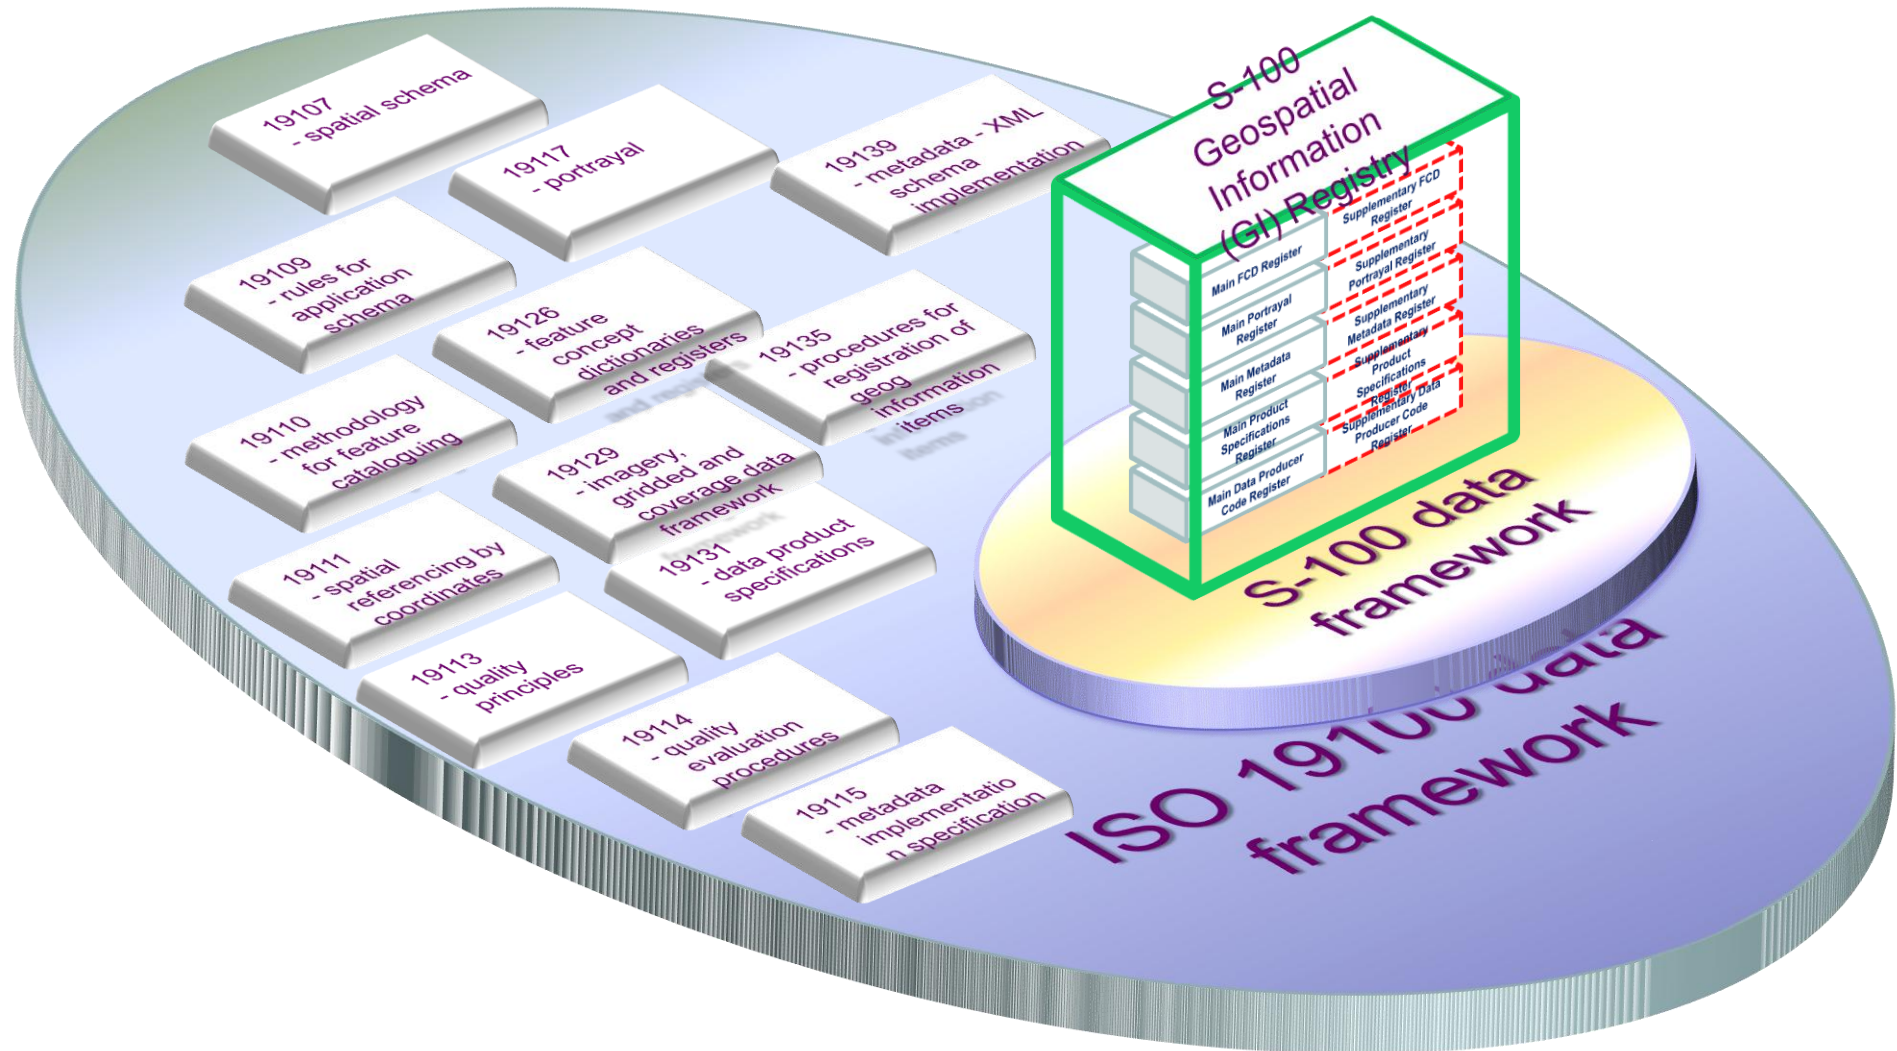 19107
- spatial schema
19117
- portrayal
19139
- metadata - XML
schema
implementation
19109
- rules for
application
schema
19126
- feature
concept
dictionaries
and registers
19135
- procedures for
registration of
geog
information
items
19110
- methodology
for feature
cataloguing
19129
- imagery,
gridded and
coverage data
framework
19111
- spatial
referencing by
coordinates
19131
- data product
specifications
19113
- quality
principles
19114
- quality
evaluation
procedures
19115
- metadata
implementatio
n specification
S-100
Geospatial
Information
(GI) Registry
Main FCD Register
Main Portrayal
Register
Main Metadata
Register
Main Product
Specifications
Register
Main Data Producer
Code Register
Supplementary FCD
Register
Supplementary
Portrayal Register
Supplementary
Metadata Register
Supplementary
Product
Specifications
Register
Supplementary Data
Producer Code
Register
S-100 data
framework
ISO 19100 data
framework